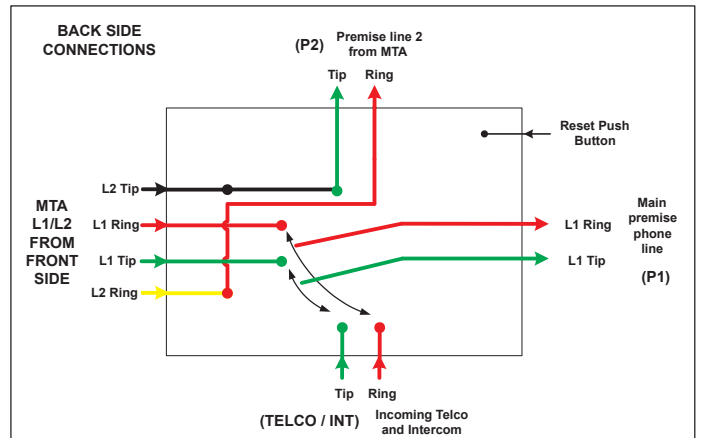 BACK SIDE
CONNECTIONS
(P2)
Premise line 2
from MTA
Tip
Ring
Reset Push
Button
L2 Tip
MTA
L1/L2
FROM
FRONT
SIDE
L1 Ring
L1 Tip
L2 Ring
L1 Ring
L1 Tip
Main
premise
phone
line
(P1)
Tip
Ring
(TELCO / INT)
Incoming Telco
and Intercom